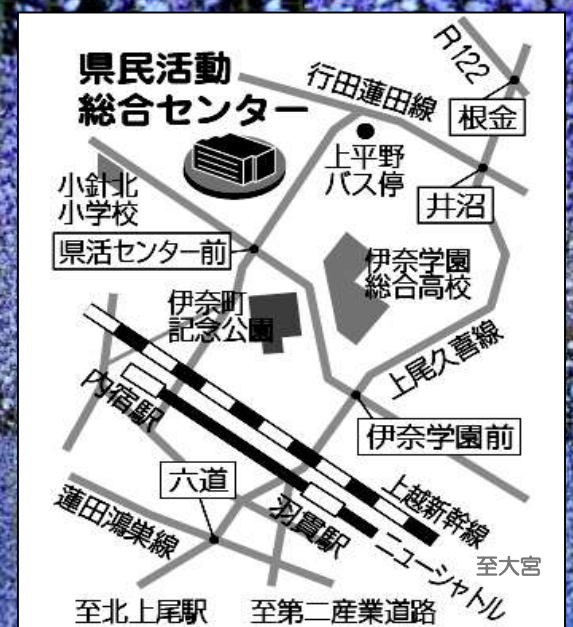 県民活動
総合センター
R122
行田蓮田線
根金
上平野
バス停
井沼
小針北
小学校
県活センター前
伊奈学園
総合高校
伊奈町
記念公園
上尾久喜線
内宿駅
伊奈学園前
六道
羽貫駅
上越新幹線
蓮田鴻巣線
ニューシャトル
至大宮
至北上尾駅
至第二産業道路